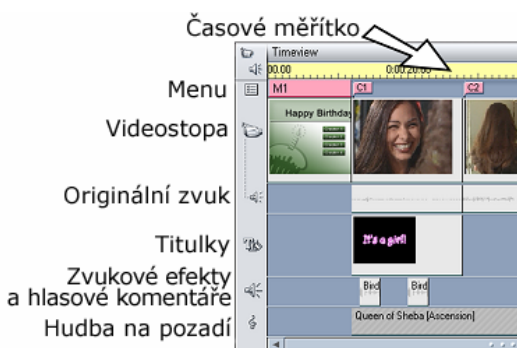 Časové měřítko
Timeview
00.00 0:00:20:00
Menu
M1 C1 C2
Happy Birthday
Videostopa
Originální zvuk
Titulky
It's a girl!
Zvukové efekty
a hlasové komentáře
Bird Bird
Hudba na pozadí
Queen of Sheba [Ascension]